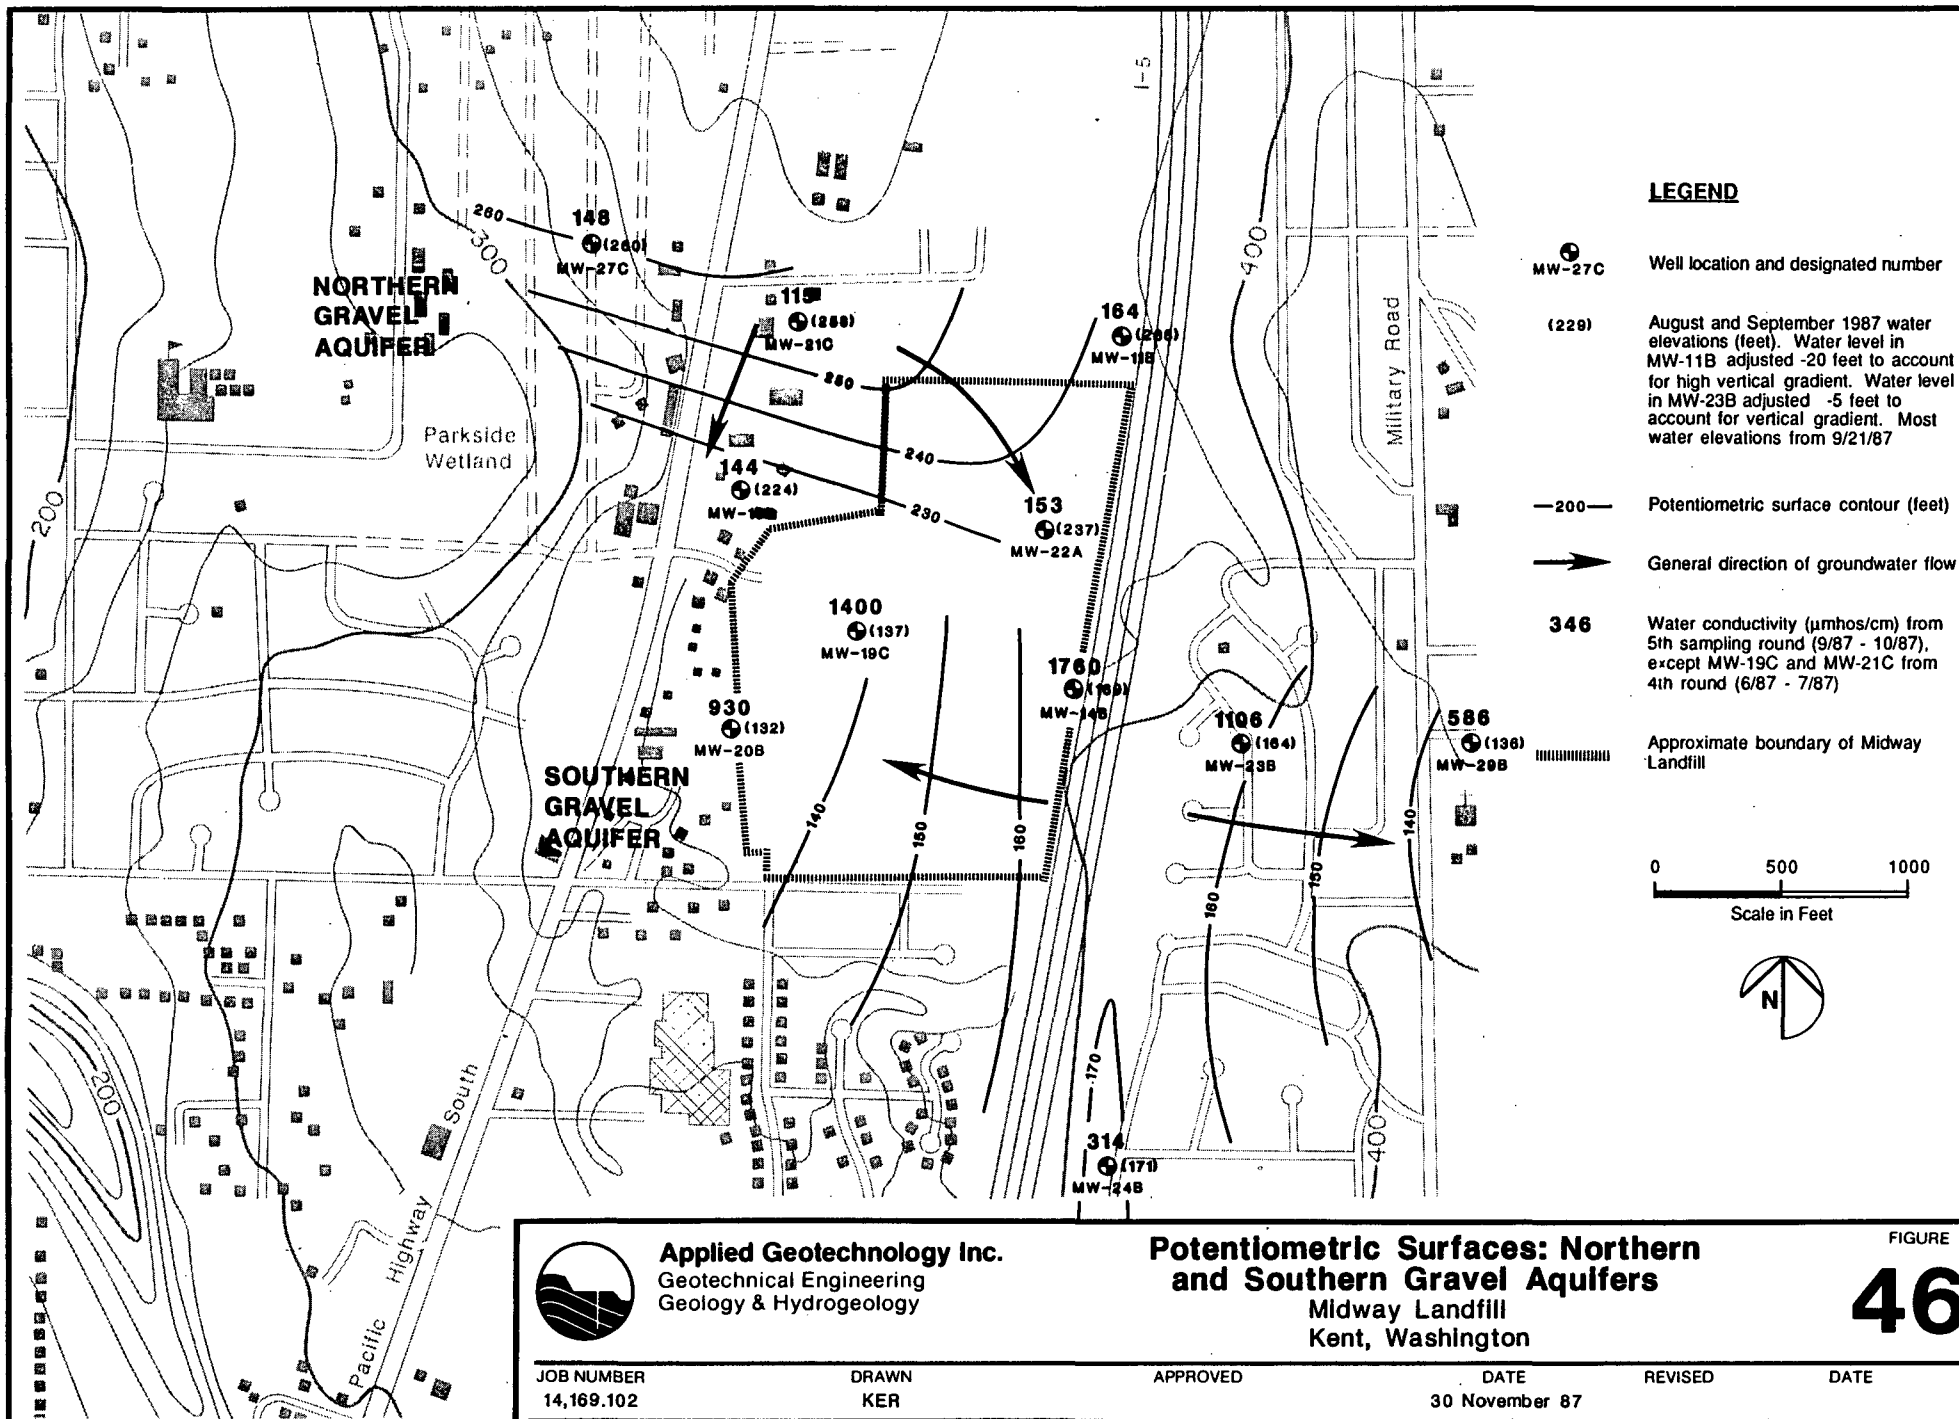 I-5
LEGEND
MW-27C
Well location and designated number
(229)
August and September 1987 water
elevations (feet). Water level in
MW-11B adjusted -20 feet to account
for high vertical gradient. Water level
in MW-23B adjusted -5 feet to
account for vertical gradient. Most
water elevations from 9/21/87
200
Potentiometric surface contour (feet)
General direction of groundwater flow
346
Water conductivity (µmhos/cm) from
5th sampling round (9/87 - 10/87),
except MW-19C and MW-21C from
4th round (6/87 - 7/87)
Approximate boundary of Midway
Landfill
0 500 1000
Scale in Feet
N
260
148
(260)
MW-27C
300
400
NORTHERN
GRAVEL
AQUIFER
MW-21C
164
MW-11B
Military Road
250
Parkside
Wetland
240
144
(224)
230
153
(237)
MW-22A
200
1400
(137)
MW-19C
1760
MW-14B
930
(132)
MW-20B
1106
(164)
MW-23B
586
(136)
MW-29B
SOUTHERN
GRAVEL
AQUIFER
140
150
160
160
150
140
200
170
400
314
(171)
MW-24B
Pacific Highway South
Applied Geotechnology Inc.
Geotechnical Engineering
Geology & Hydrogeology
Potentiometric Surfaces: Northern
and Southern Gravel Aquifers
Midway Landfill
Kent, Washington
FIGURE
46
JOB NUMBER
14,169.102
DRAWN
KER
APPROVED
DATE
30 November 87
REVISED
DATE